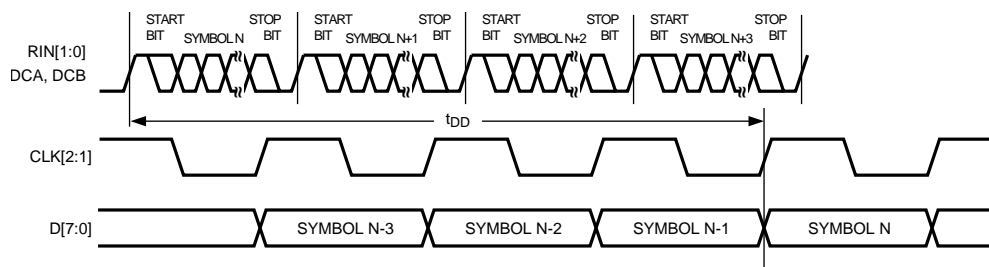 START STOP START STOP START STOP START STOP
BIT SYMBOL N BIT BIT SYMBOL N+1 BIT BIT SYMBOL N+2 BIT BIT SYMBOL N+3 BIT
RIN[1:0]
DCA, DCB
tDD
CLK[2:1]
D[7:0] SYMBOL N-3 SYMBOL N-2 SYMBOL N-1 SYMBOL N